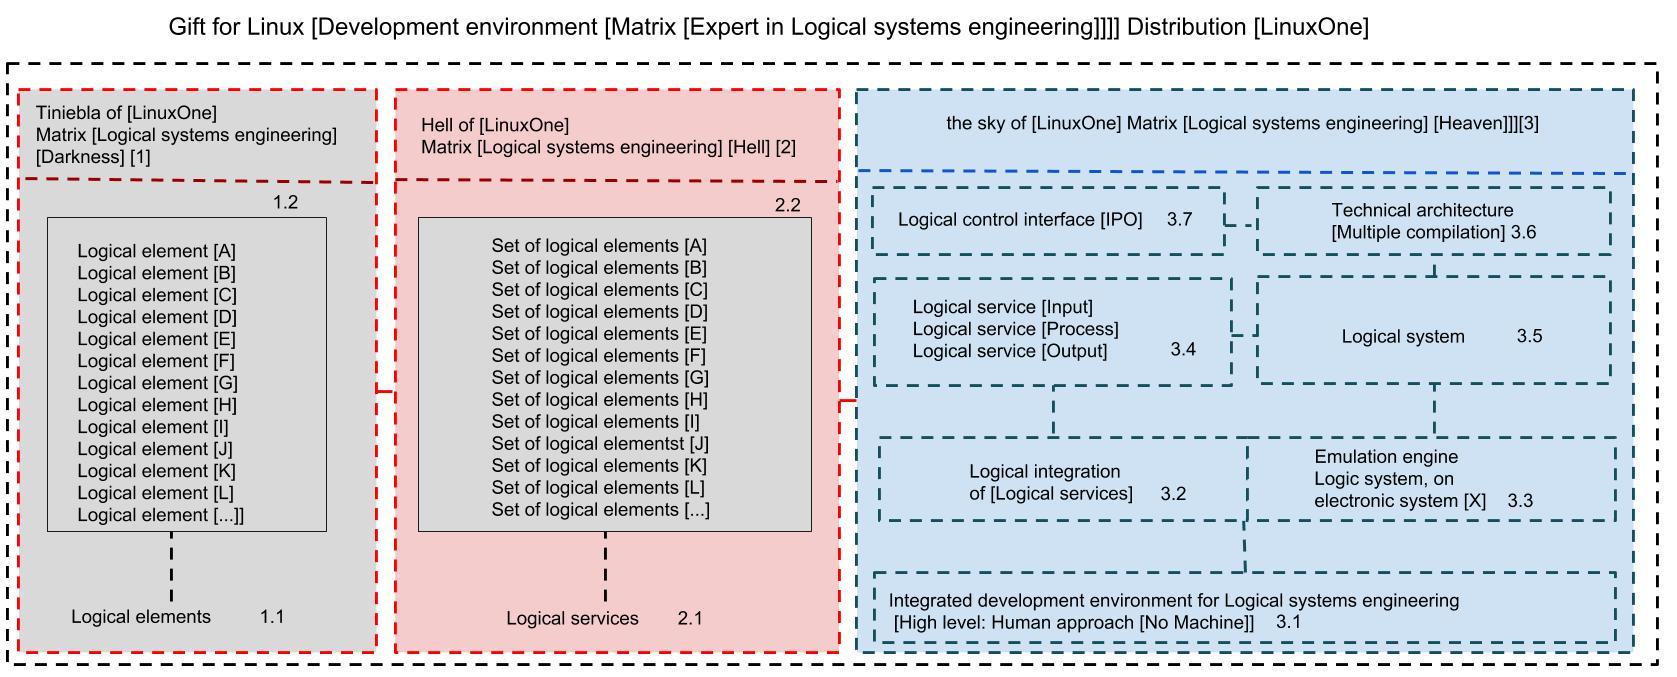 Gift for Linux [Development environment [Matrix [Expert in Logical systems engineering]]]] Distribution [LinuxOne]
Tiniebla of [LinuxOne]
Matrix [Logical systems engineering]
[Darkness] [1]
1.2
Logical element [A]
Logical element [B]
Logical element [C]
Logical element [D]
Logical element [E]
Logical element [F]
Logical element [G]
Logical element [H]
Logical element [I]
Logical element [J]
Logical element [K]
Logical element [L]
Logical element [...]]
Logical elements 1.1
Hell of [LinuxOne]
Matrix [Logical systems engineering] [Hell] [2]
2.2
Set of logical elements [A]
Set of logical elements [B]
Set of logical elements [C]
Set of logical elements [D]
Set of logical elements [E]
Set of logical elements [F]
Set of logical elements [G]
Set of logical elements [H]
Set of logical elements [I]
Set of logical elementst [J]
Set of logical elements [K]
Set of logical elements [L]
Set of logical elements [...]
Logical services 2.1
the sky of [LinuxOne] Matrix [Logical systems engineering] [Heaven]]][3]
Logical control interface [IPO] 3.7
Technical architecture
[Multiple compilation] 3.6
Logical service [Input]
Logical service [Process]
Logical service [Output] 3.4
Logical system 3.5
Logical integration
of [Logical services] 3.2
Emulation engine
Logic system, on
electronic system [X] 3.3
Integrated development environment for Logical systems engineering
[High level: Human approach [No Machine]] 3.1